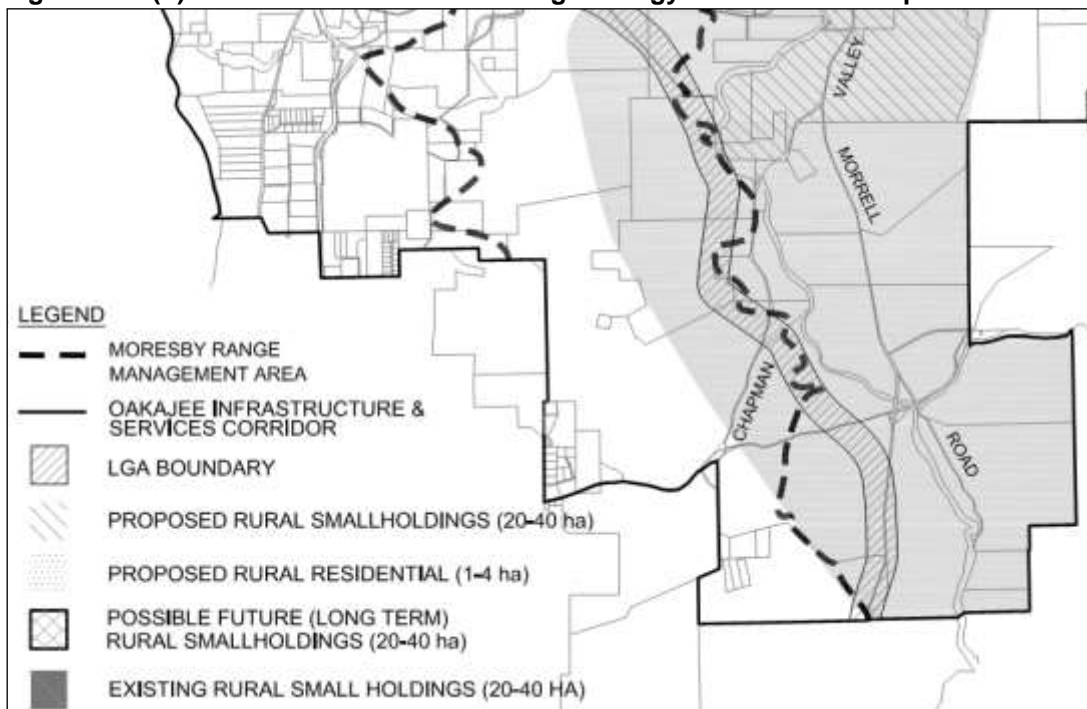 VALLEY
MORRELL
CHAPMAN
ROAD
LEGEND
MORESBY RANGE
MANAGEMENT AREA
OAKAJEE INFRASTRUCTURE &
SERVICES CORRIDOR
LGA BOUNDARY
PROPOSED RURAL SMALLHOLDINGS (20-40 ha)
PROPOSED RURAL RESIDENTIAL (1-4 ha)
POSSIBLE FUTURE (LONG TERM)
RURAL SMALLHOLDINGS (20-40 ha)
EXISTING RURAL SMALL HOLDINGS (20-40 HA)